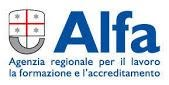 Alfa
Agenzia regionale per il lavoro
la formazione e l'accreditamento